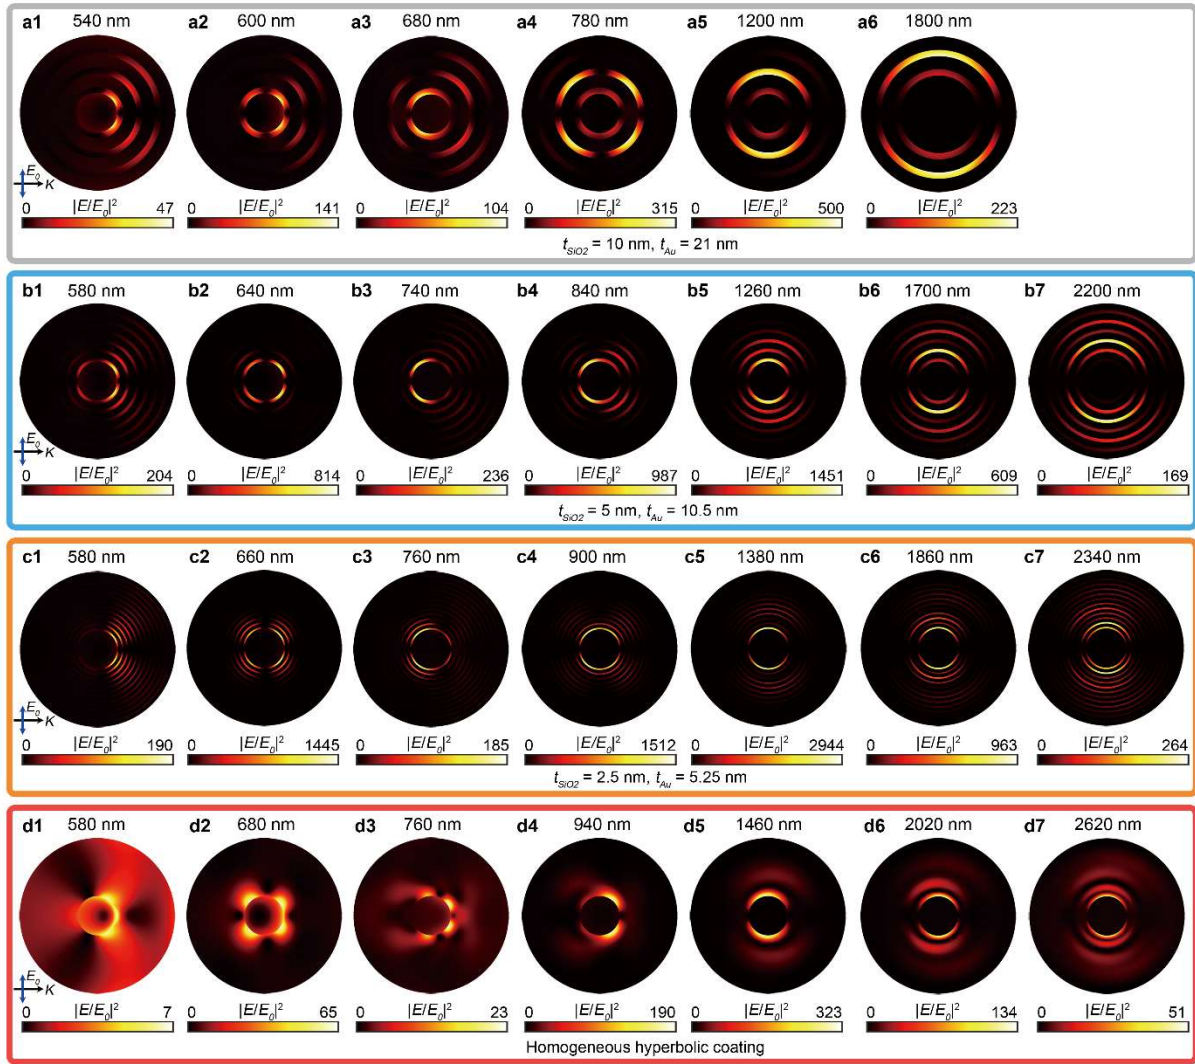 a1 540 nm a2 600 nm a3 680 nm a4 780 nm a5 1200 nm a6 1800 nm
E₀ K
0 |E/E₀|² 47 0 |E/E₀|² 141 0 |E/E₀|² 104 0 |E/E₀|² 315 0 |E/E₀|² 500 0 |E/E₀|² 223
t_SiO2 = 10 nm, t_Au = 21 nm
b1 580 nm b2 640 nm b3 740 nm b4 840 nm b5 1260 nm b6 1700 nm b7 2200 nm
E₀ K
0 |E/E₀|² 204 0 |E/E₀|² 814 0 |E/E₀|² 236 0 |E/E₀|² 987 0 |E/E₀|² 1451 0 |E/E₀|² 609 0 |E/E₀|² 169
t_SiO2 = 5 nm, t_Au = 10.5 nm
c1 580 nm c2 660 nm c3 760 nm c4 900 nm c5 1380 nm c6 1860 nm c7 2340 nm
E₀ K
0 |E/E₀|² 190 0 |E/E₀|² 1445 0 |E/E₀|² 185 0 |E/E₀|² 1512 0 |E/E₀|² 2944 0 |E/E₀|² 963 0 |E/E₀|² 264
t_SiO2 = 2.5 nm, t_Au = 5.25 nm
d1 580 nm d2 680 nm d3 760 nm d4 940 nm d5 1460 nm d6 2020 nm d7 2620 nm
E₀ K
0 |E/E₀|² 7 0 |E/E₀|² 65 0 |E/E₀|² 23 0 |E/E₀|² 190 0 |E/E₀|² 323 0 |E/E₀|² 134 0 |E/E₀|² 51
Homogeneous hyperbolic coating